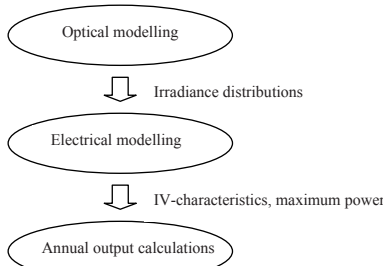 Optical modelling
Irradiance distributions
Electrical modelling
IV-characteristics, maximum power
Annual output calculations